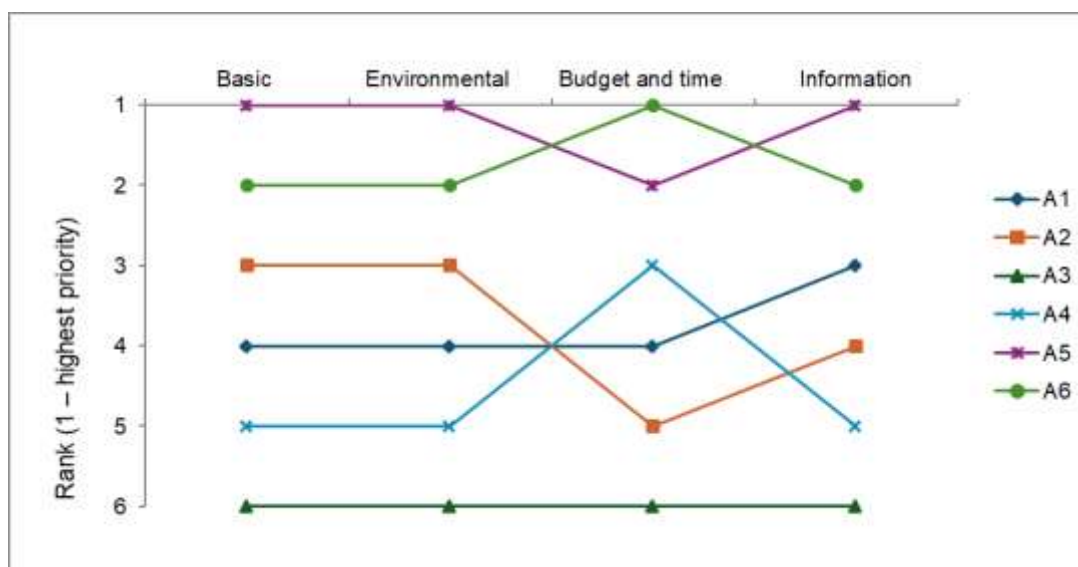 Basic Environmental Budget and time Information
1
2
3
4
5
6
Rank (1 – highest priority)
A1
A2
A3
A4
A5
A6